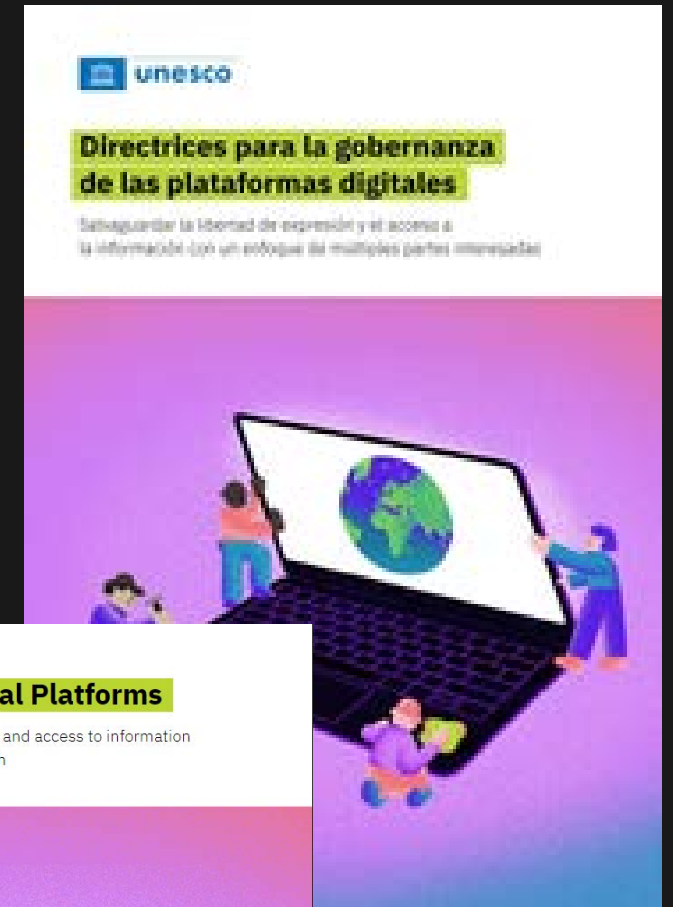 unesco
Directrices para la gobernanza
de las plataformas digitales
Salvaguardar la libertad de expresión y el acceso a
la información con un enfoque de múltiples partes interesadas
al Platforms
and access to information
n